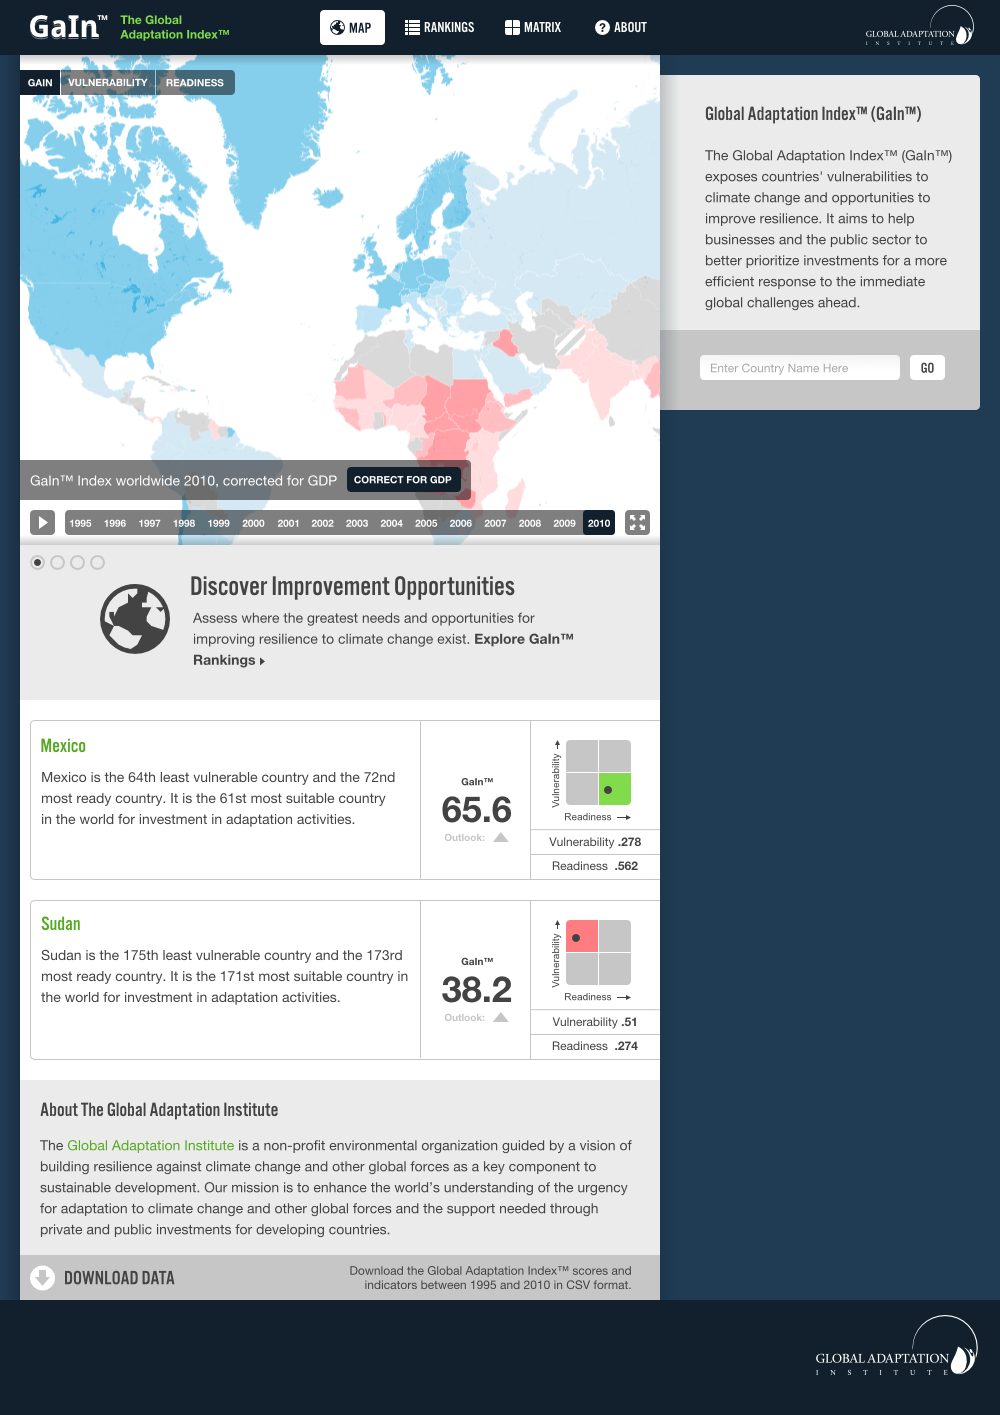 GaIn™
The Global
Adaptation Index™
MAP
RANKINGS
MATRIX
ABOUT
GLOBAL ADAPTATION
INSTITUTE
GAIN
VULNERABILITY
READINESS
Global Adaptation Index™ (GaIn™)
The Global Adaptation Index™ (GaIn™)
exposes countries' vulnerabilities to
climate change and opportunities to
improve resilience. It aims to help
businesses and the public sector to
better prioritize investments for a more
efficient response to the immediate
global challenges ahead.
Enter Country Name Here
GO
GaIn™ Index worldwide 2010, corrected for GDP
CORRECT FOR GDP
1995 1996 1997 1998 1999 2000 2001 2002 2003 2004 2005 2006 2007 2008 2009 2010
Discover Improvement Opportunities
Assess where the greatest needs and opportunities for
improving resilience to climate change exist. Explore GaIn™
Rankings
Mexico
Mexico is the 64th least vulnerable country and the 72nd
most ready country. It is the 61st most suitable country
in the world for investment in adaptation activities.
GaIn™
65.6
Outlook:
Vulnerability
Readiness
Vulnerability .278
Readiness .562
Sudan
Sudan is the 175th least vulnerable country and the 173rd
most ready country. It is the 171st most suitable country in
the world for investment in adaptation activities.
GaIn™
38.2
Outlook:
Vulnerability
Readiness
Vulnerability .51
Readiness .274
About The Global Adaptation Institute
The Global Adaptation Institute is a non-profit environmental organization guided by a vision of
building resilience against climate change and other global forces as a key component to
sustainable development. Our mission is to enhance the world's understanding of the urgency
for adaptation to climate change and other global forces and the support needed through
private and public investments for developing countries.
DOWNLOAD DATA
Download the Global Adaptation Index™ scores and
indicators between 1995 and 2010 in CSV format.
GLOBAL ADAPTATION
INSTITUTE